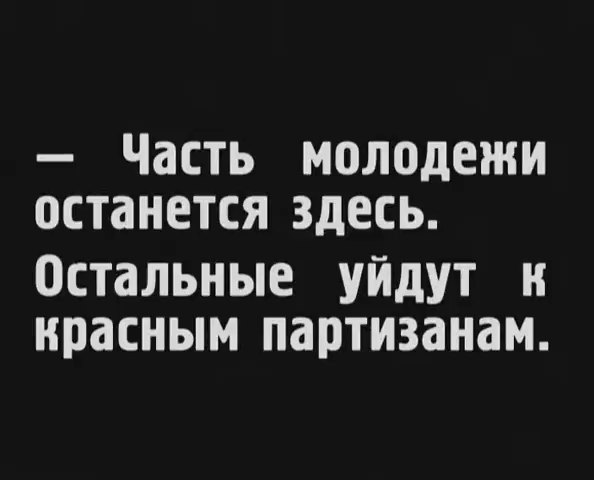 — Часть молодежи
останется здесь.
Остальные уйдут к
красным партизанам.